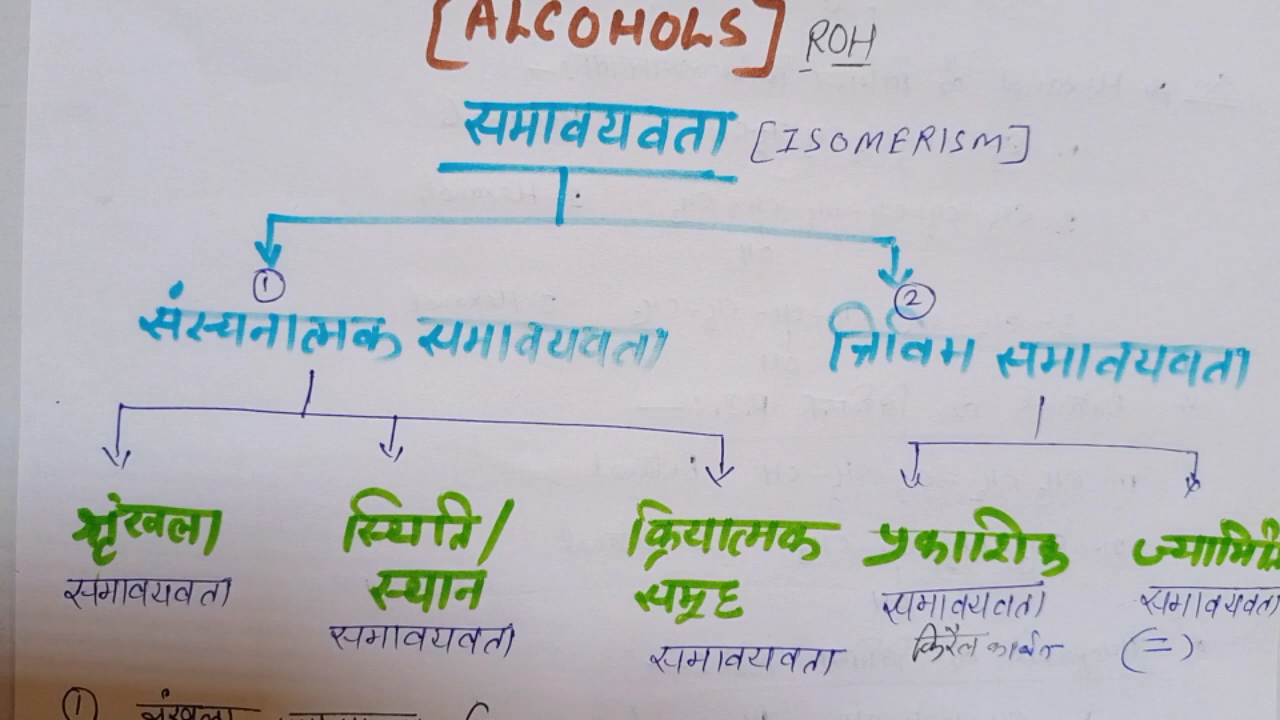 [ALCOHOLS] ROH
समावयवता [ISOMERISM]
① ②
संरचनात्मक समावयवता त्रिविम समावयवता
श्रृंखला स्थिति/ क्रियात्मक प्रकाशिक ज्यामिति
समावयवता स्थान समूह समावयवता समावयवता
समावयवता समावयवता किरैल कार्बन (=)
① श्रृंखला